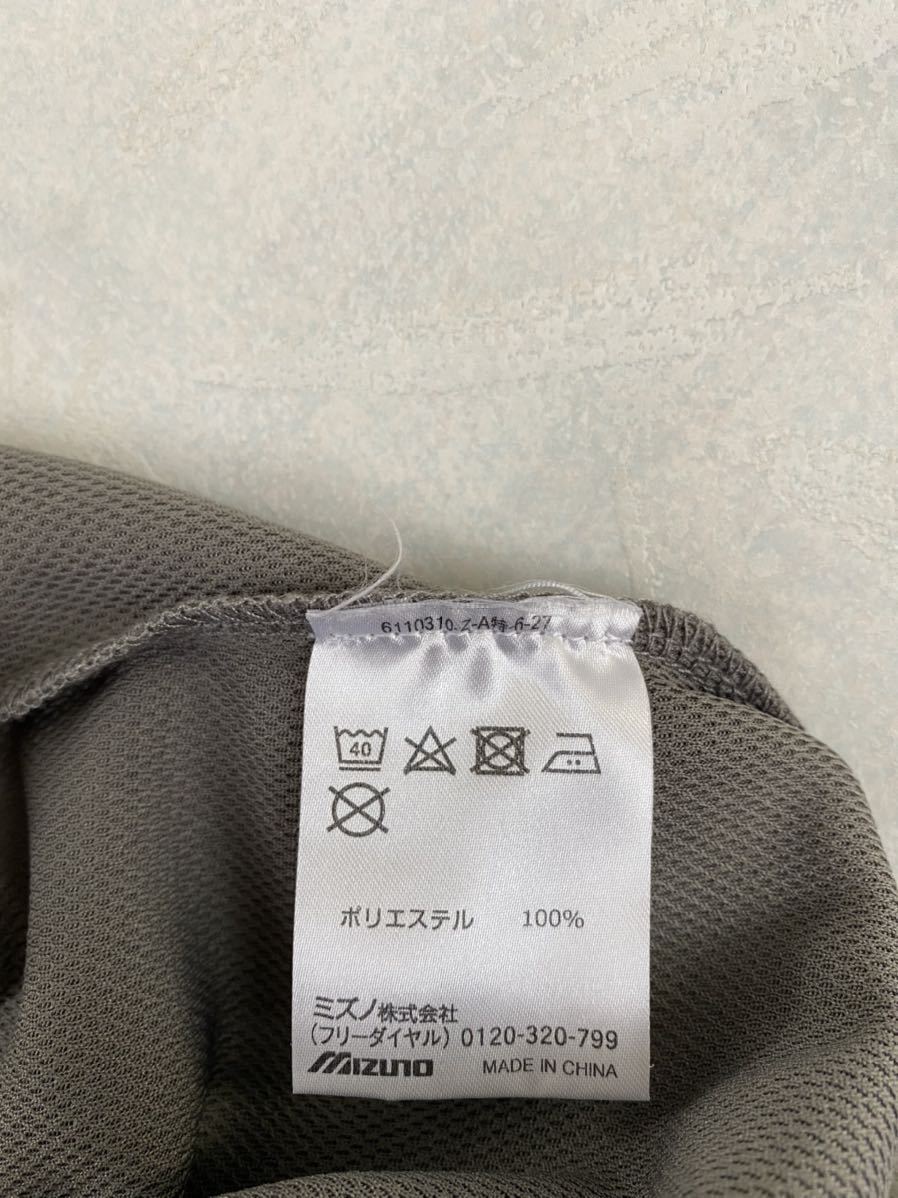 6110310.Z-A特-6-27
40
ポリエステル 100%
ミズノ株式会社
(フリーダイヤル) 0120-320-799
MIZUNO MADE IN CHINA